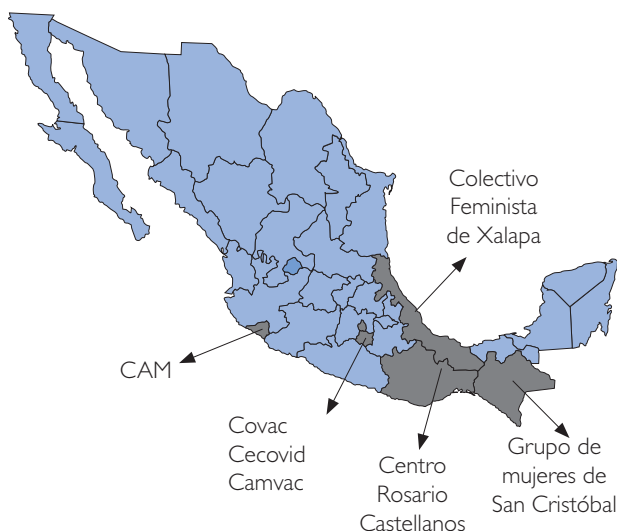 Colectivo
Feminista
de Xalapa
CAM
Covac
Cecovid
Camvac
Centro
Rosario
Castellanos
Grupo de
mujeres de
San Cristóbal